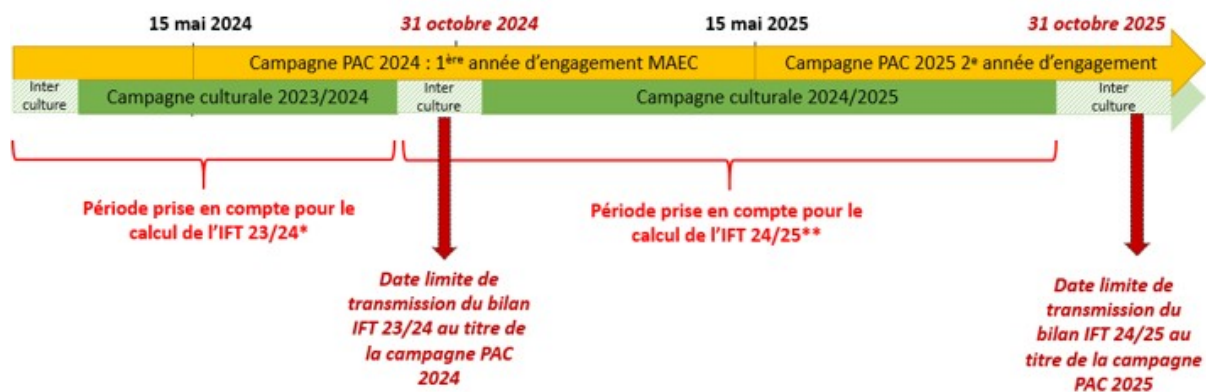 15 mai 2024
31 octobre 2024
15 mai 2025
31 octobre 2025
Campagne PAC 2024 : 1ère année d'engagement MAEC
Campagne PAC 2025 2e année d'engagement
Inter
culture
Campagne culturale 2023/2024
Inter
culture
Campagne culturale 2024/2025
Inter
culture
Période prise en compte pour le
calcul de l'IFT 23/24*
Période prise en compte pour le
calcul de l'IFT 24/25**
Date limite de
transmission du bilan
IFT 23/24 au titre de
la campagne PAC
2024
Date limite de
transmission du
bilan IFT 24/25 au
titre de la campagne
PAC 2025